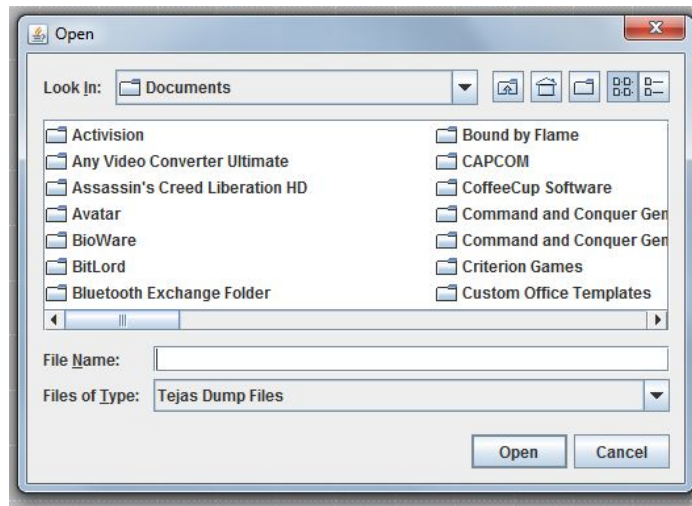 Open
Look In: Documents
Activision
Any Video Converter Ultimate
Assassin's Creed Liberation HD
Avatar
BioWare
BitLord
Bluetooth Exchange Folder
Bound by Flame
CAPCOM
CoffeeCup Software
Command and Conquer Gen
Command and Conquer Gen
Criterion Games
Custom Office Templates
File Name:
Files of Type: Tejas Dump Files
Open Cancel